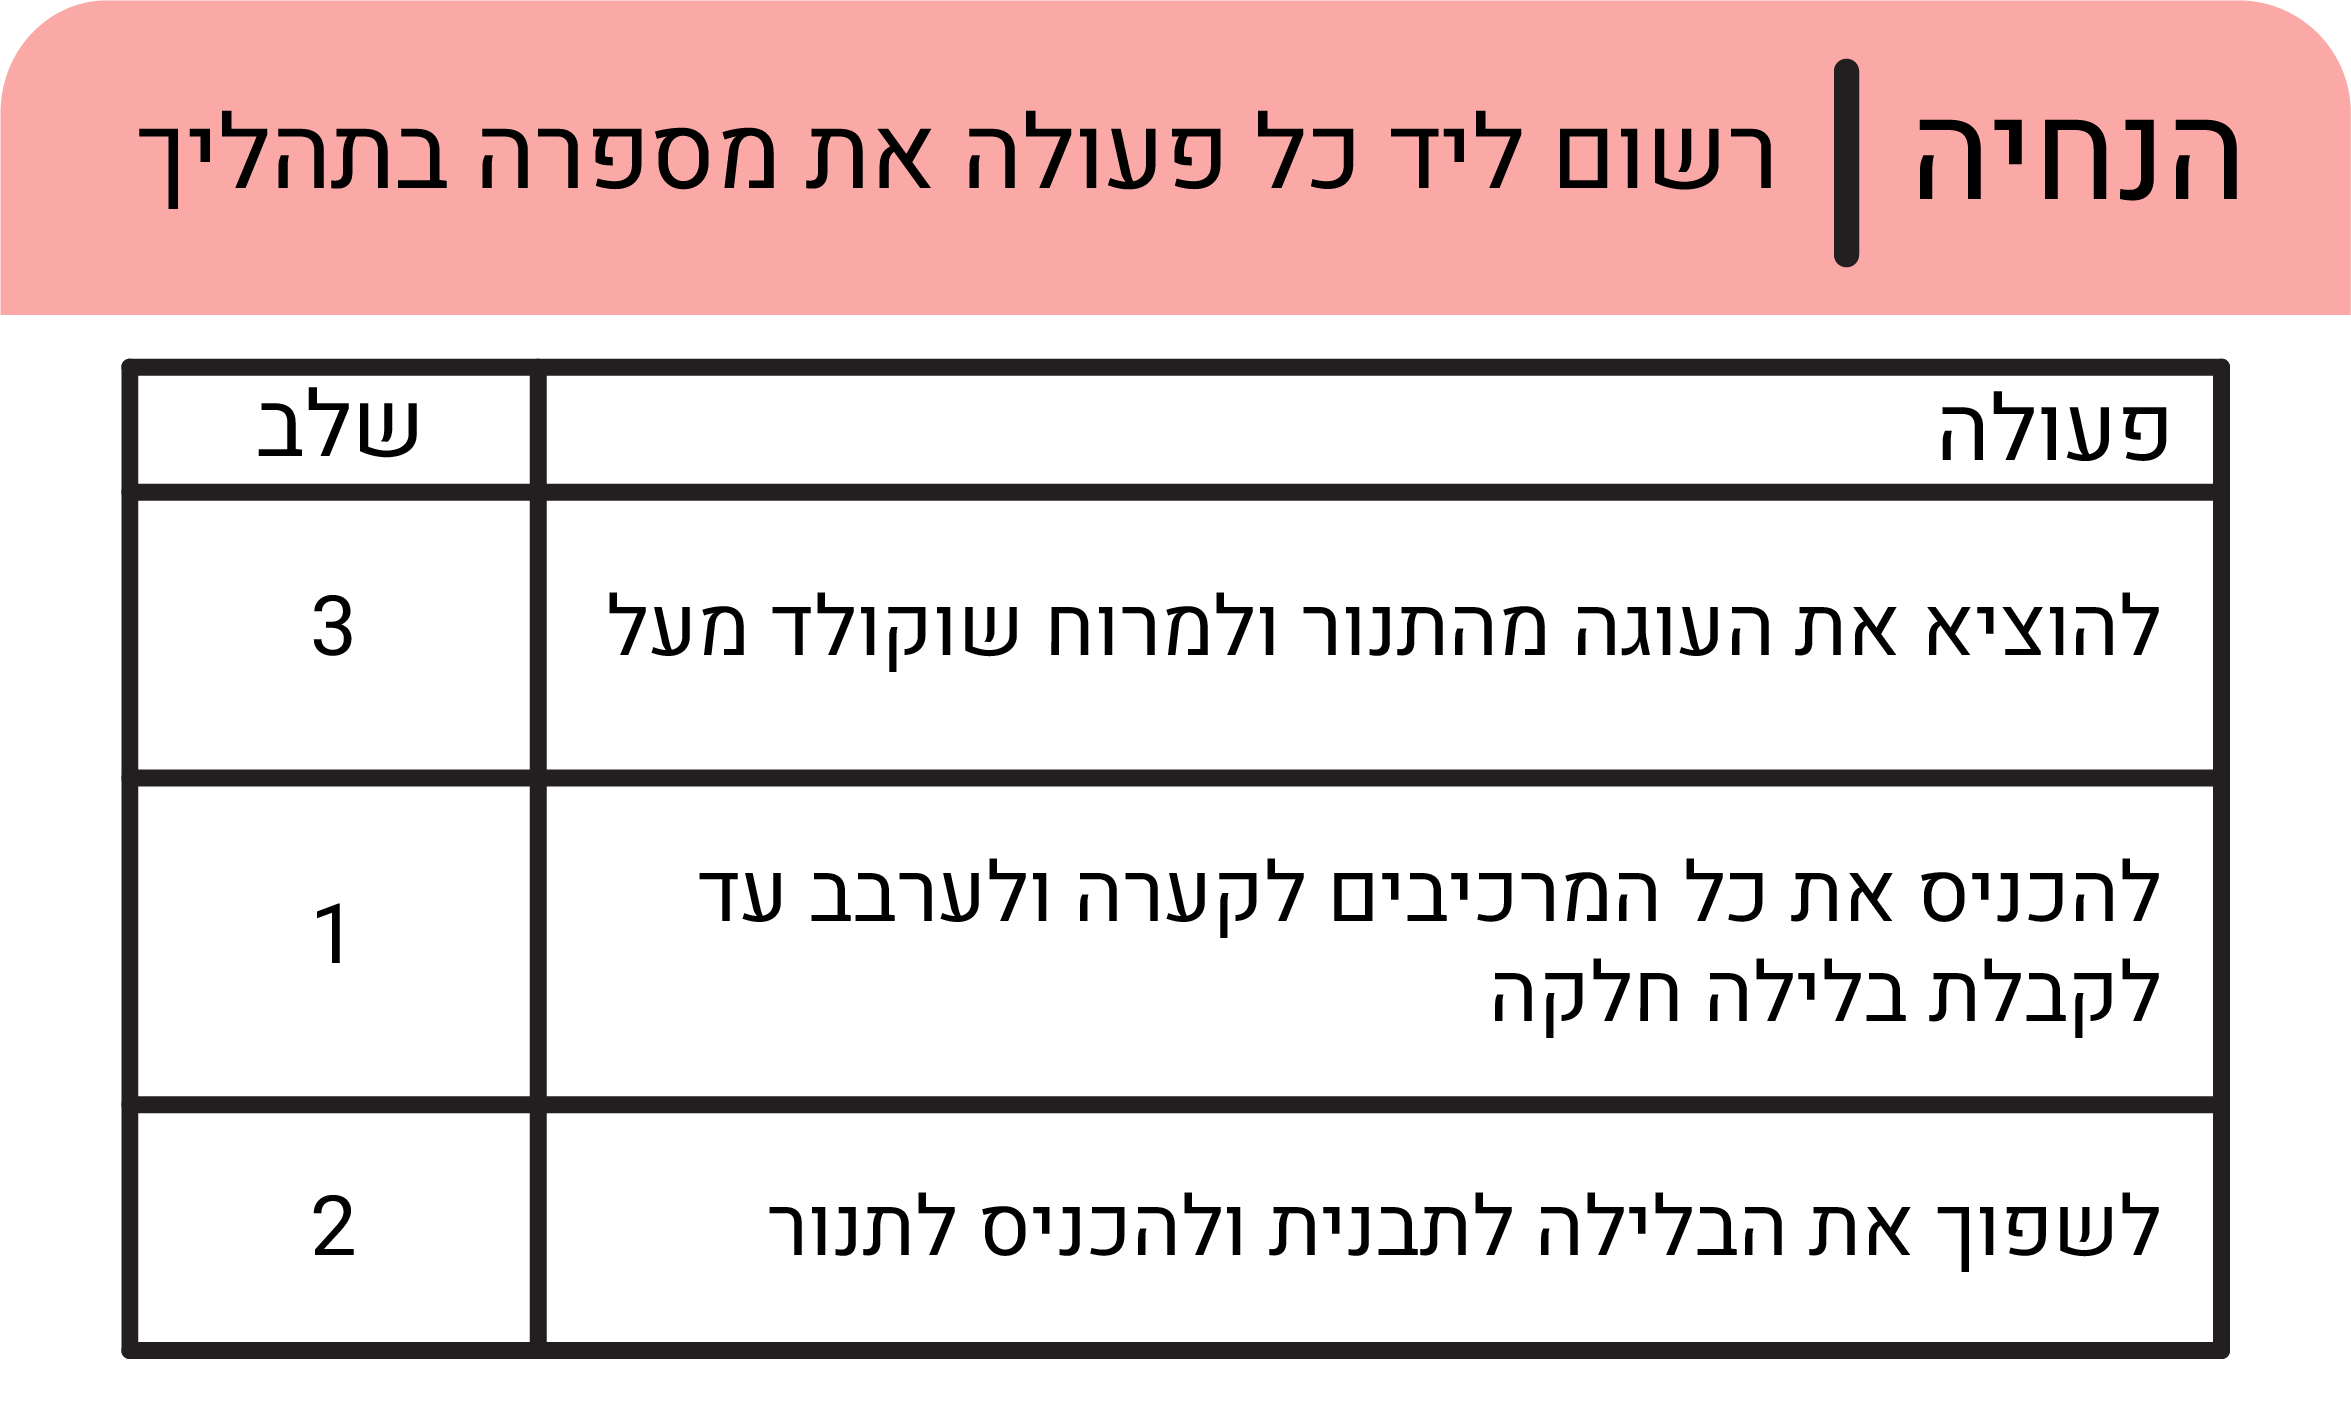 הנחיה | רשום ליד כל פעולה את מספרה בתהליך
פעולה שלב
להוציא את העוגה מהתנור ולמרוח שוקולד מעל 3
להכניס את כל המרכיבים לקערה ולערבב עד
לקבלת בלילה חלקה
1
לשפוך את הבלילה לתבנית ולהכניס לתנור 2